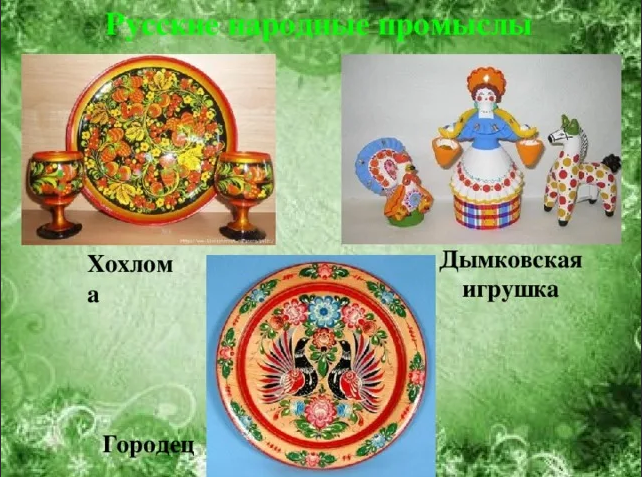 Русские народные промыслы
Хохлом
а
Дымковская
игрушка
Городец